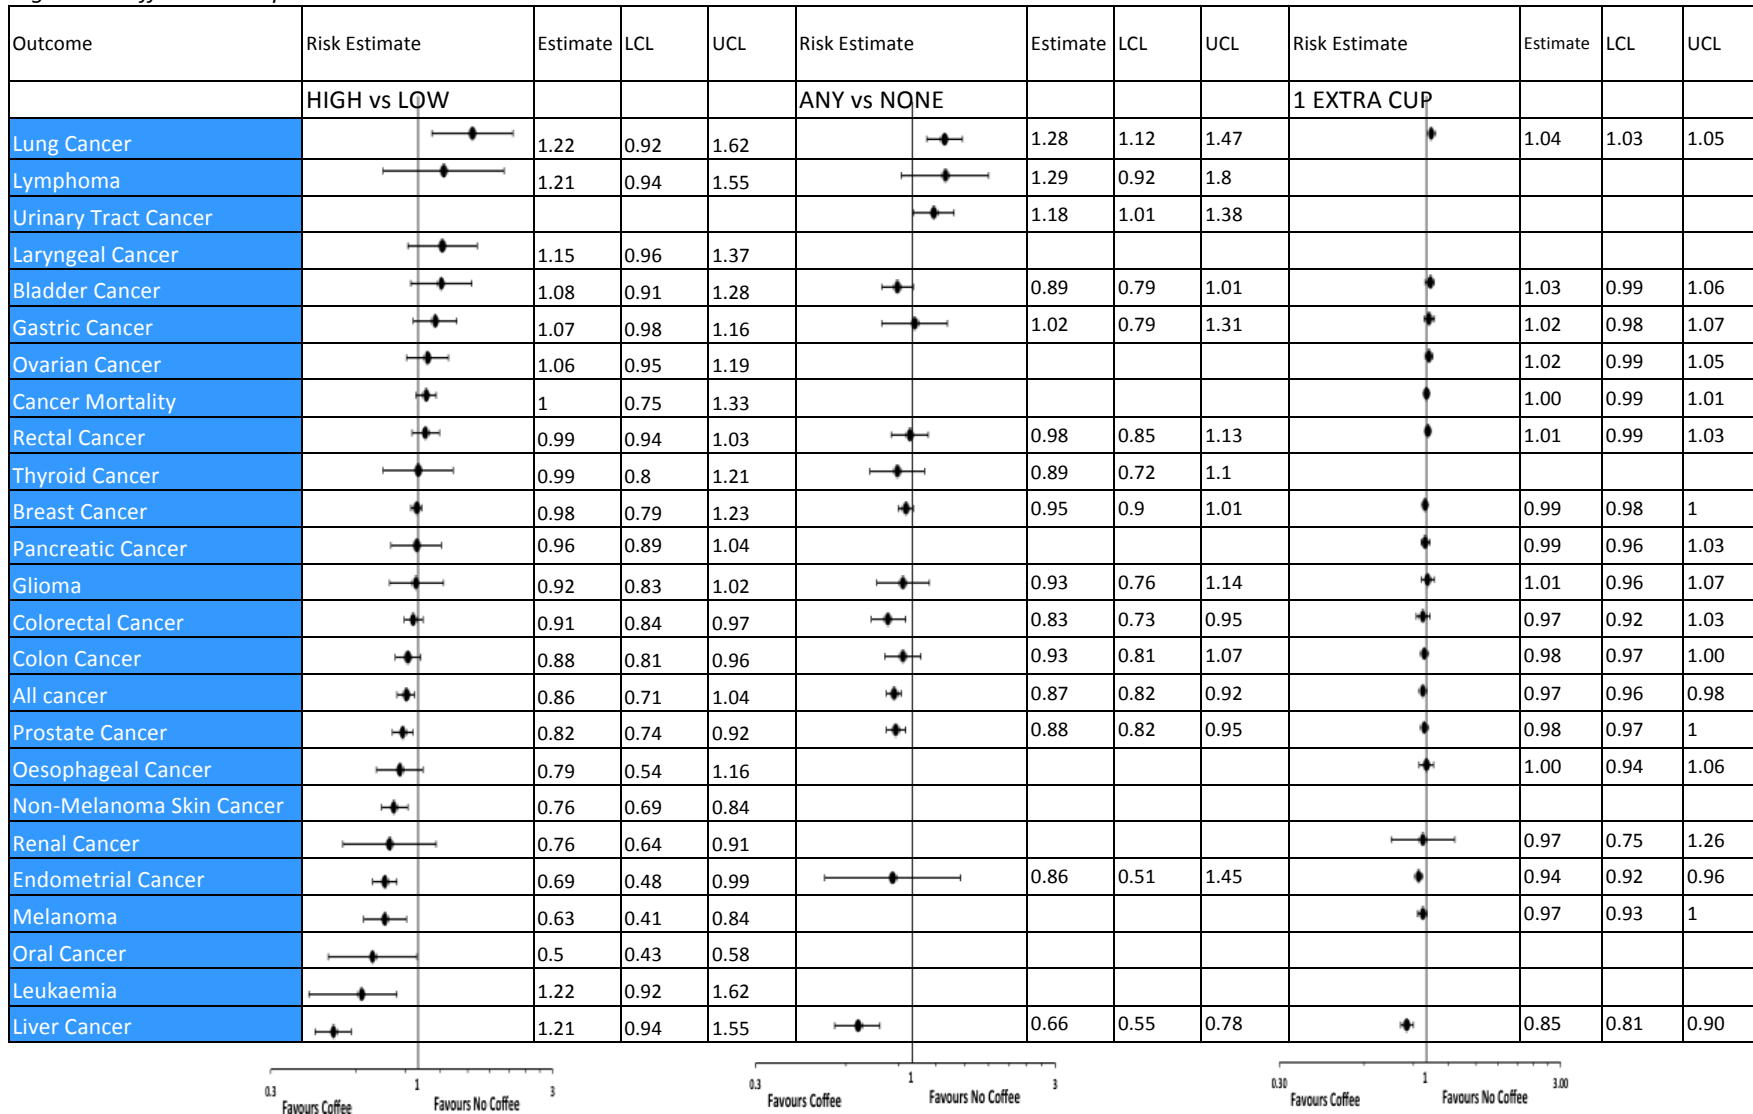 Outcome Risk Estimate Estimate LCL UCL Risk Estimate Estimate LCL UCL Risk Estimate Estimate LCL UCL
HIGH vs LOW ANY vs NONE 1 EXTRA CUP
Lung Cancer 1.22 0.92 1.62 1.28 1.12 1.47 1.04 1.03 1.05
Lymphoma 1.21 0.94 1.55 1.29 0.92 1.8
Urinary Tract Cancer 1.18 1.01 1.38
Laryngeal Cancer 1.15 0.96 1.37
Bladder Cancer 1.08 0.91 1.28 0.89 0.79 1.01 1.03 0.99 1.06
Gastric Cancer 1.07 0.98 1.16 1.02 0.79 1.31 1.02 0.98 1.07
Ovarian Cancer 1.06 0.95 1.19 1.02 0.99 1.05
Cancer Mortality 1 0.75 1.33 1.00 0.99 1.01
Rectal Cancer 0.99 0.94 1.03 0.98 0.85 1.13 1.01 0.99 1.03
Thyroid Cancer 0.99 0.8 1.21 0.89 0.72 1.1
Breast Cancer 0.98 0.79 1.23 0.95 0.9 1.01 0.99 0.98 1
Pancreatic Cancer 0.96 0.89 1.04 0.99 0.96 1.03
Glioma 0.92 0.83 1.02 0.93 0.76 1.14 1.01 0.96 1.07
Colorectal Cancer 0.91 0.84 0.97 0.83 0.73 0.95 0.97 0.92 1.03
Colon Cancer 0.88 0.81 0.96 0.93 0.81 1.07 0.98 0.97 1.00
All cancer 0.86 0.71 1.04 0.87 0.82 0.92 0.97 0.96 0.98
Prostate Cancer 0.82 0.74 0.92 0.88 0.82 0.95 0.98 0.97 1
Oesophageal Cancer 0.79 0.54 1.16 1.00 0.94 1.06
Non-Melanoma Skin Cancer 0.76 0.69 0.84
Renal Cancer 0.76 0.64 0.91 0.97 0.75 1.26
Endometrial Cancer 0.69 0.48 0.99 0.86 0.51 1.45 0.94 0.92 0.96
Melanoma 0.63 0.41 0.84 0.97 0.93 1
Oral Cancer 0.5 0.43 0.58
Leukaemia 1.22 0.92 1.62
Liver Cancer 1.21 0.94 1.55 0.66 0.55 0.78 0.85 0.81 0.90
0.3 1 3 0.3 1 3 0.30 1 3.00
Favours Coffee Favours No Coffee Favours Coffee Favours No Coffee Favours Coffee Favours No Coffee